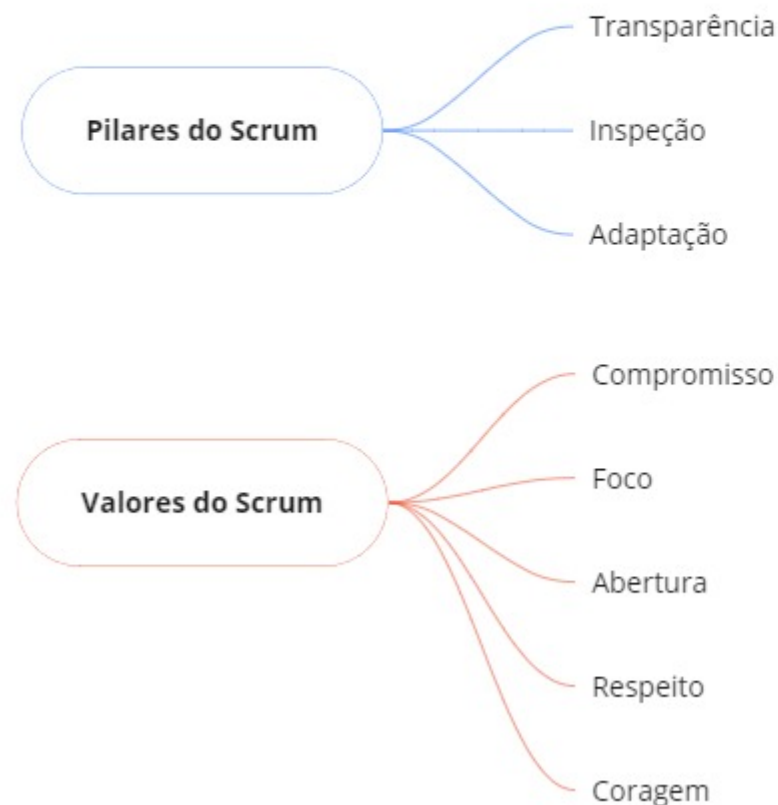 Pilares do Scrum
Transparência
Inspeção
Adaptação
Valores do Scrum
Compromisso
Foco
Abertura
Respeito
Coragem